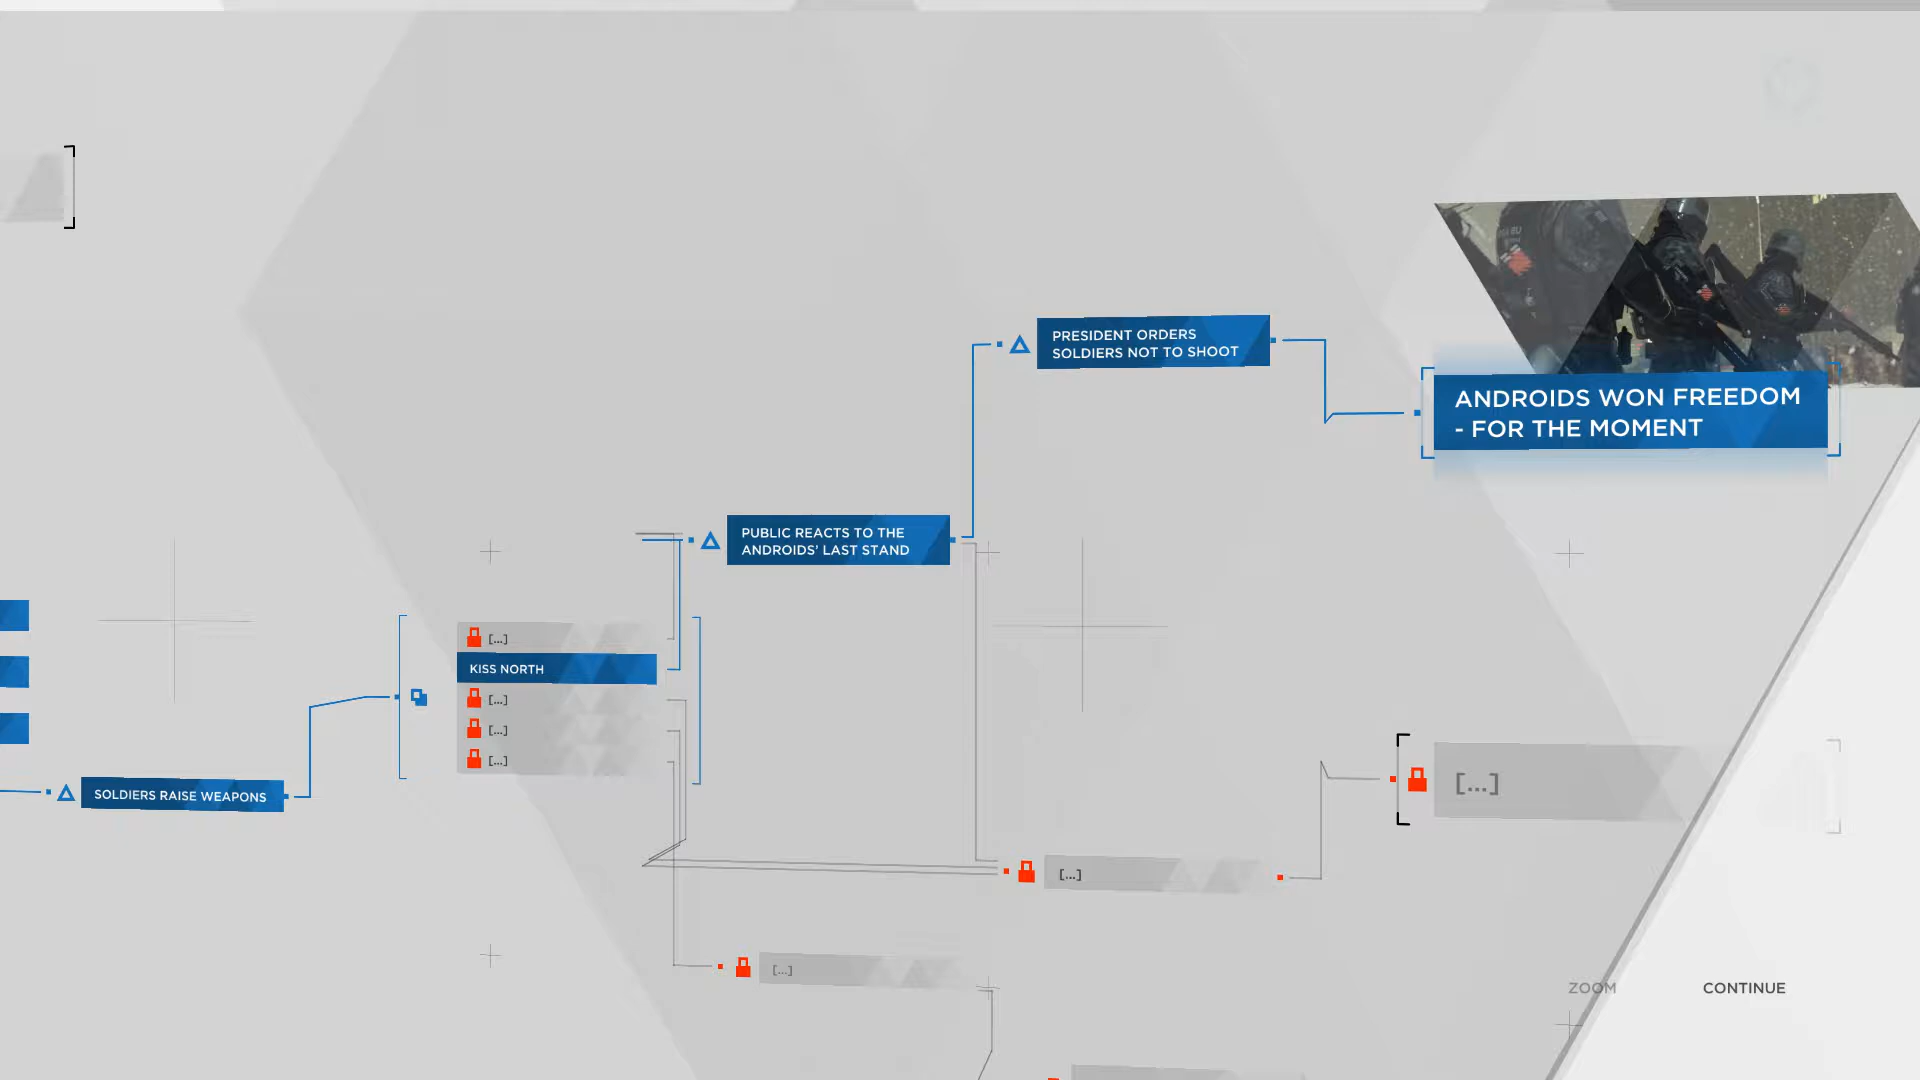 PRESIDENT ORDERS
SOLDIERS NOT TO SHOOT
ANDROIDS WON FREEDOM
- FOR THE MOMENT
PUBLIC REACTS TO THE
ANDROIDS' LAST STAND
[...]
KISS NORTH
[...]
[...]
[...]
SOLDIERS RAISE WEAPONS
[...]
[...]
[...]
ZOOM
CONTINUE